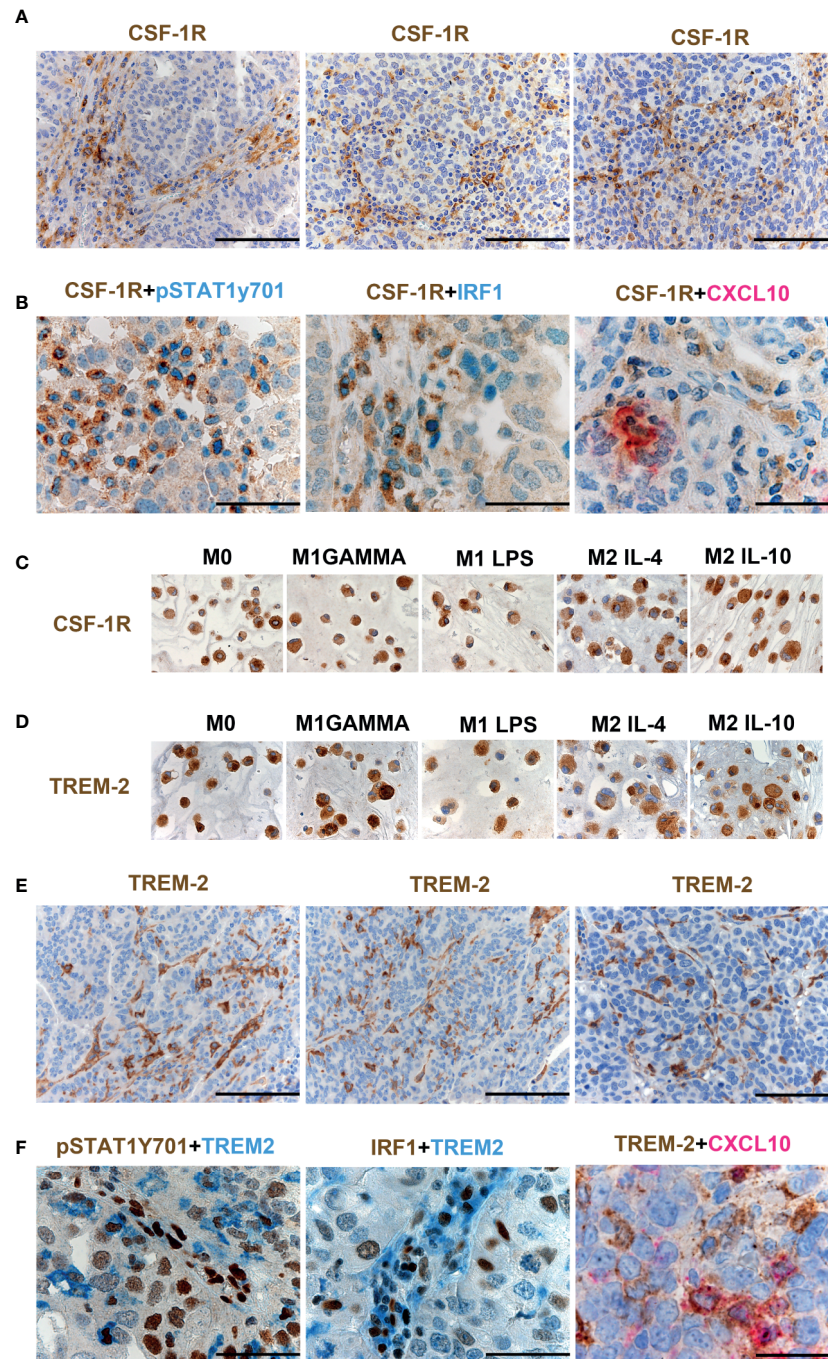 A
CSF-1R CSF-1R CSF-1R
B
CSF-1R+pSTAT1y701 CSF-1R+IRF1 CSF-1R+CXCL10
C
M0 M1GAMMA M1 LPS M2 IL-4 M2 IL-10
CSF-1R
D
M0 M1GAMMA M1 LPS M2 IL-4 M2 IL-10
TREM-2
E
TREM-2 TREM-2 TREM-2
F
pSTAT1Y701+TREM2 IRF1+TREM2 TREM-2+CXCL10